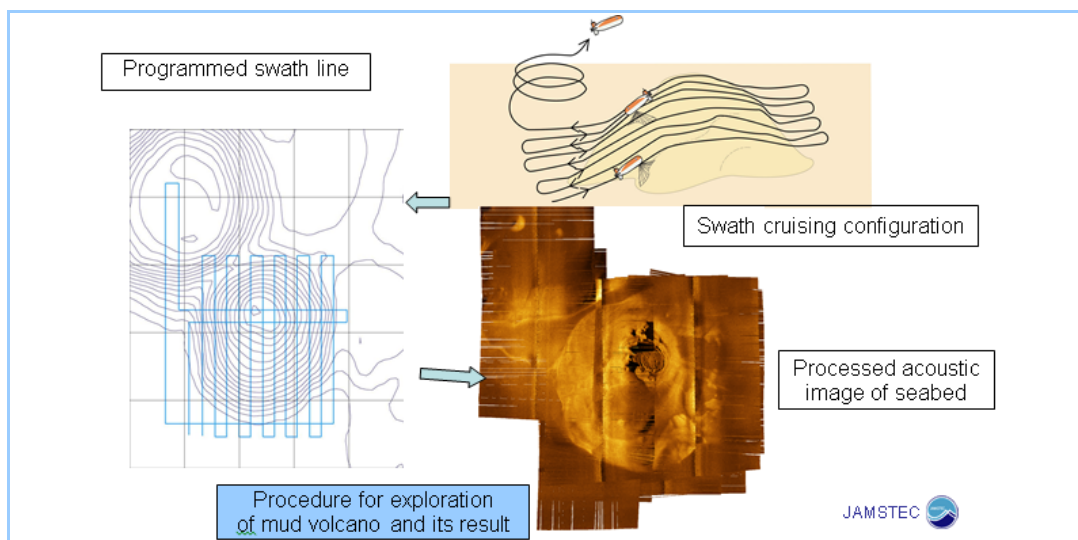 Programmed swath line
Swath cruising configuration
Processed acoustic
image of seabed
Procedure for exploration
of mud volcano and its result
JAMSTEC